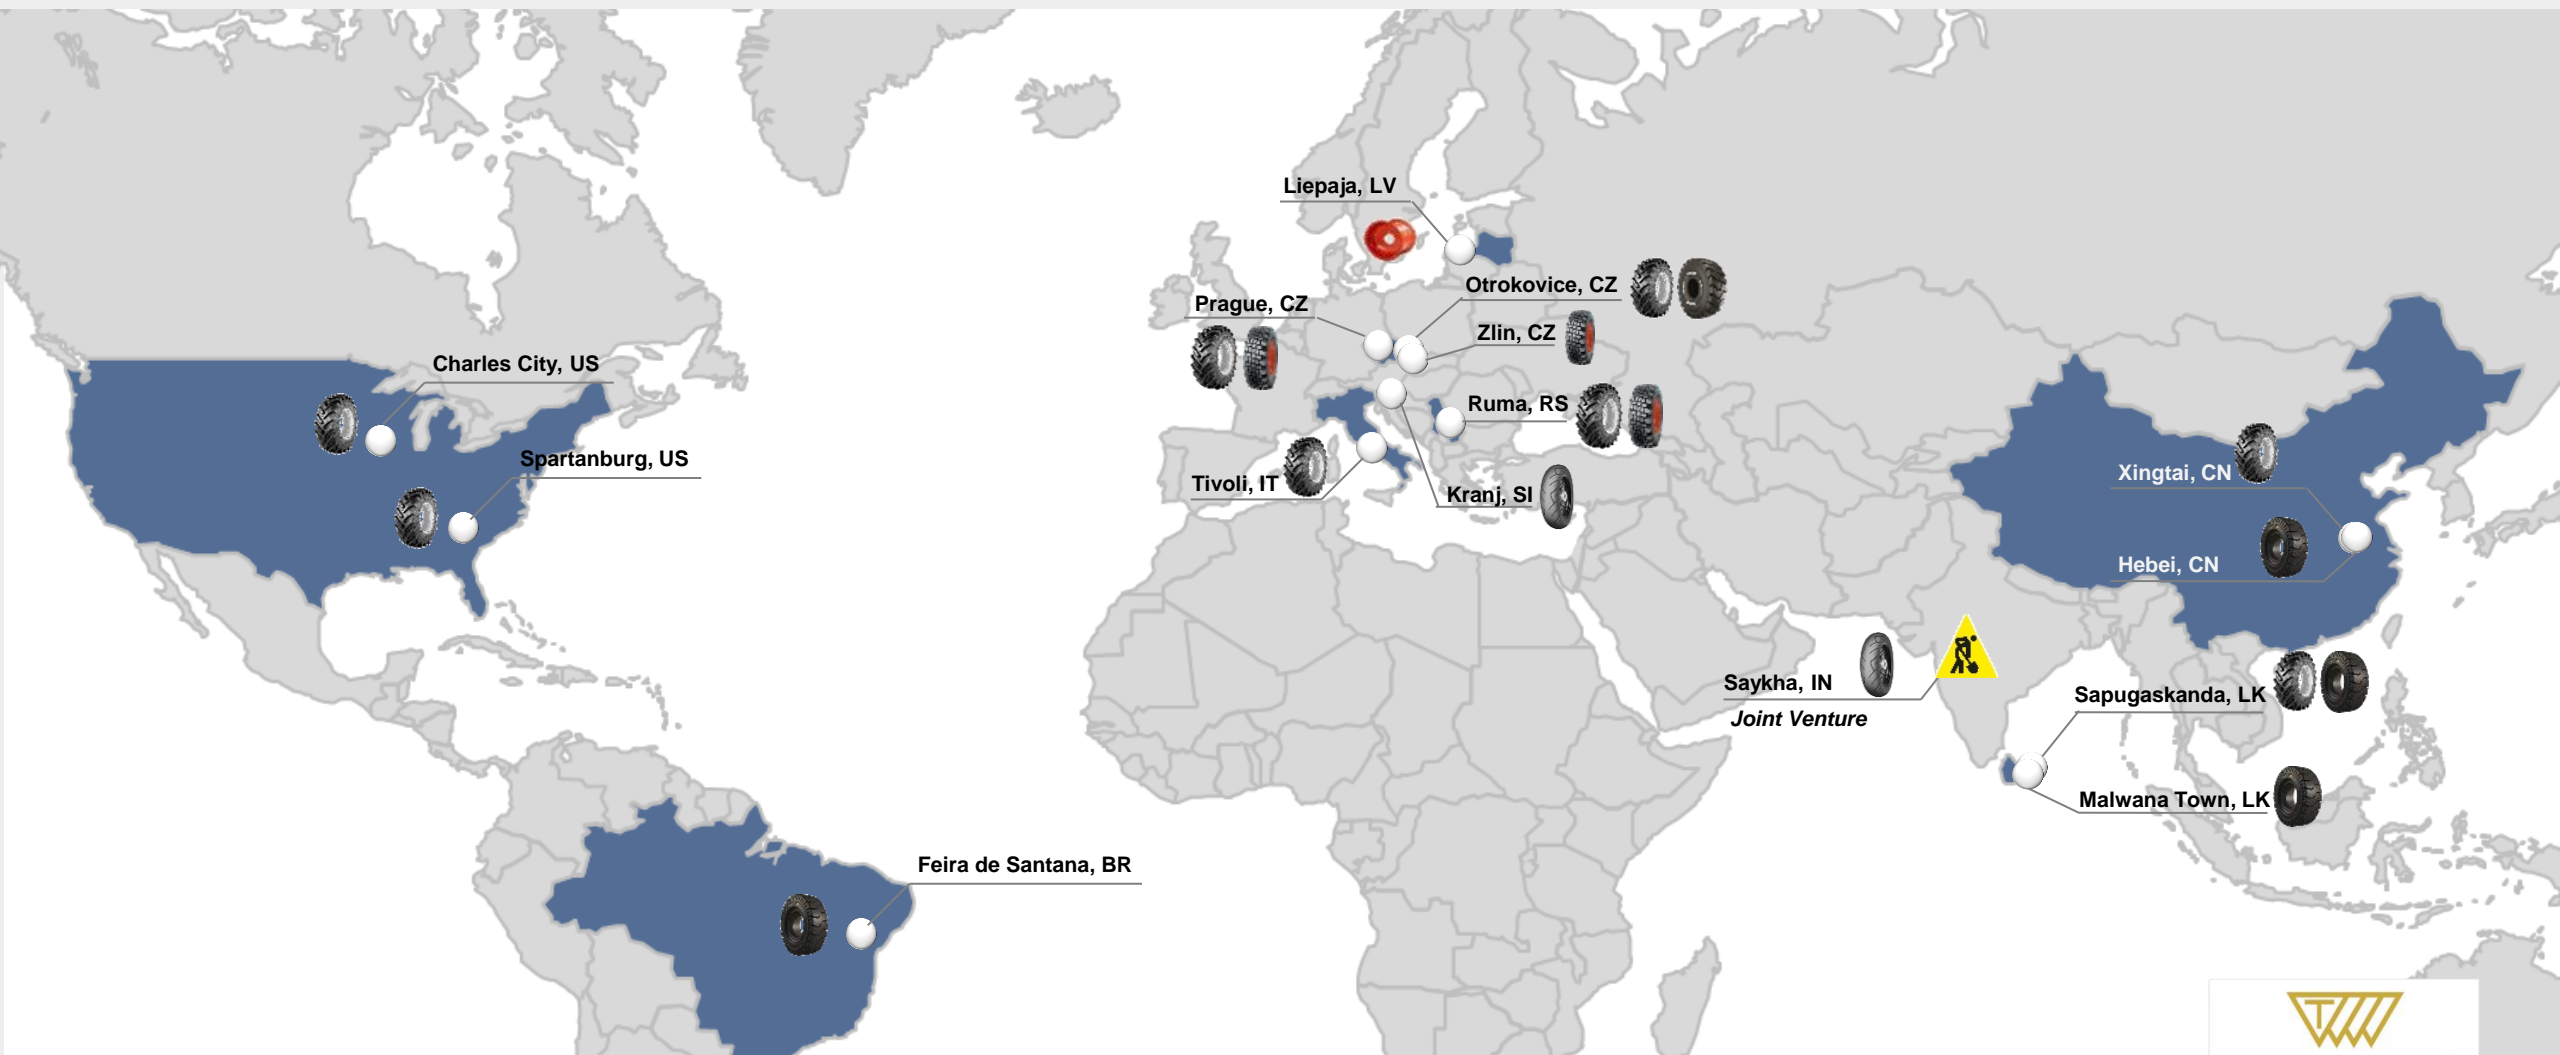 Liepaja, LV
Otrokovice, CZ
Prague, CZ
Zlin, CZ
Charles City, US
Ruma, RS
Spartanburg, US
Xingtai, CN
Tivoli, IT
Kranj, SI
Hebei, CN
Saykha, IN
Joint Venture
Sapugaskanda, LK
Malwana Town, LK
Feira de Santana, BR